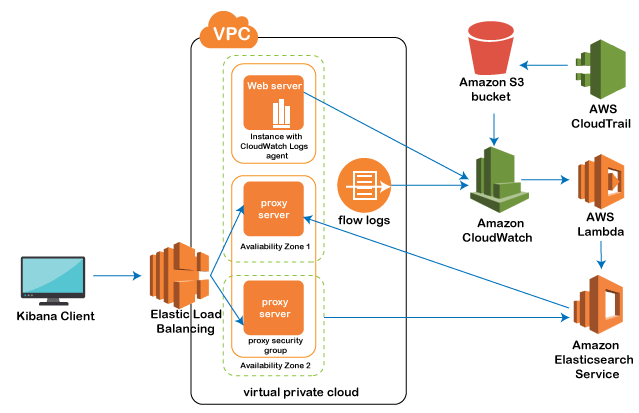 VPC
Web server
Instance with
CloudWatch Logs
agent
proxy
server
Avaliability Zone 1
proxy
server
proxy security
group
Availability Zone 2
virtual private cloud
flow logs
Kibana Client
Elastic Load
Balancing
Amazon S3
bucket
AWS
CloudTrail
Amazon
CloudWatch
AWS
Lambda
Amazon
Elasticsearch
Service